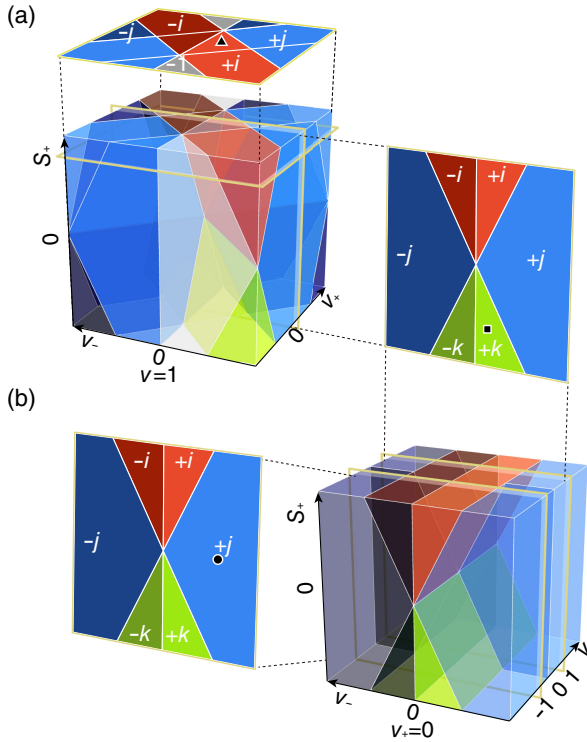 (a)
-j
-i
+j
-1
+i
S₊
0
-i
+i
-j
+j
-k
+k
v₋
0
v=1
0
v₊
(b)
-i
+i
-j
+j
-k
+k
S₊
0
v₋
0
v₊=0
-1 0 1
v